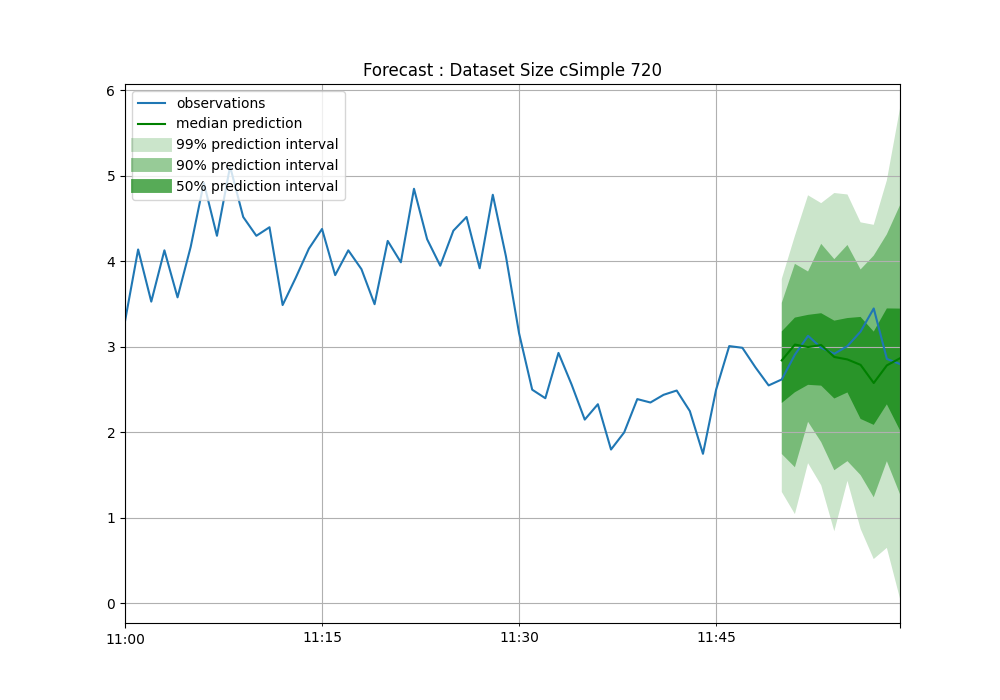 Forecast : Dataset Size cSimple 720
observations
median prediction
99% prediction interval
90% prediction interval
50% prediction interval
6
5
4
3
2
1
0
11:00
11:15
11:30
11:45